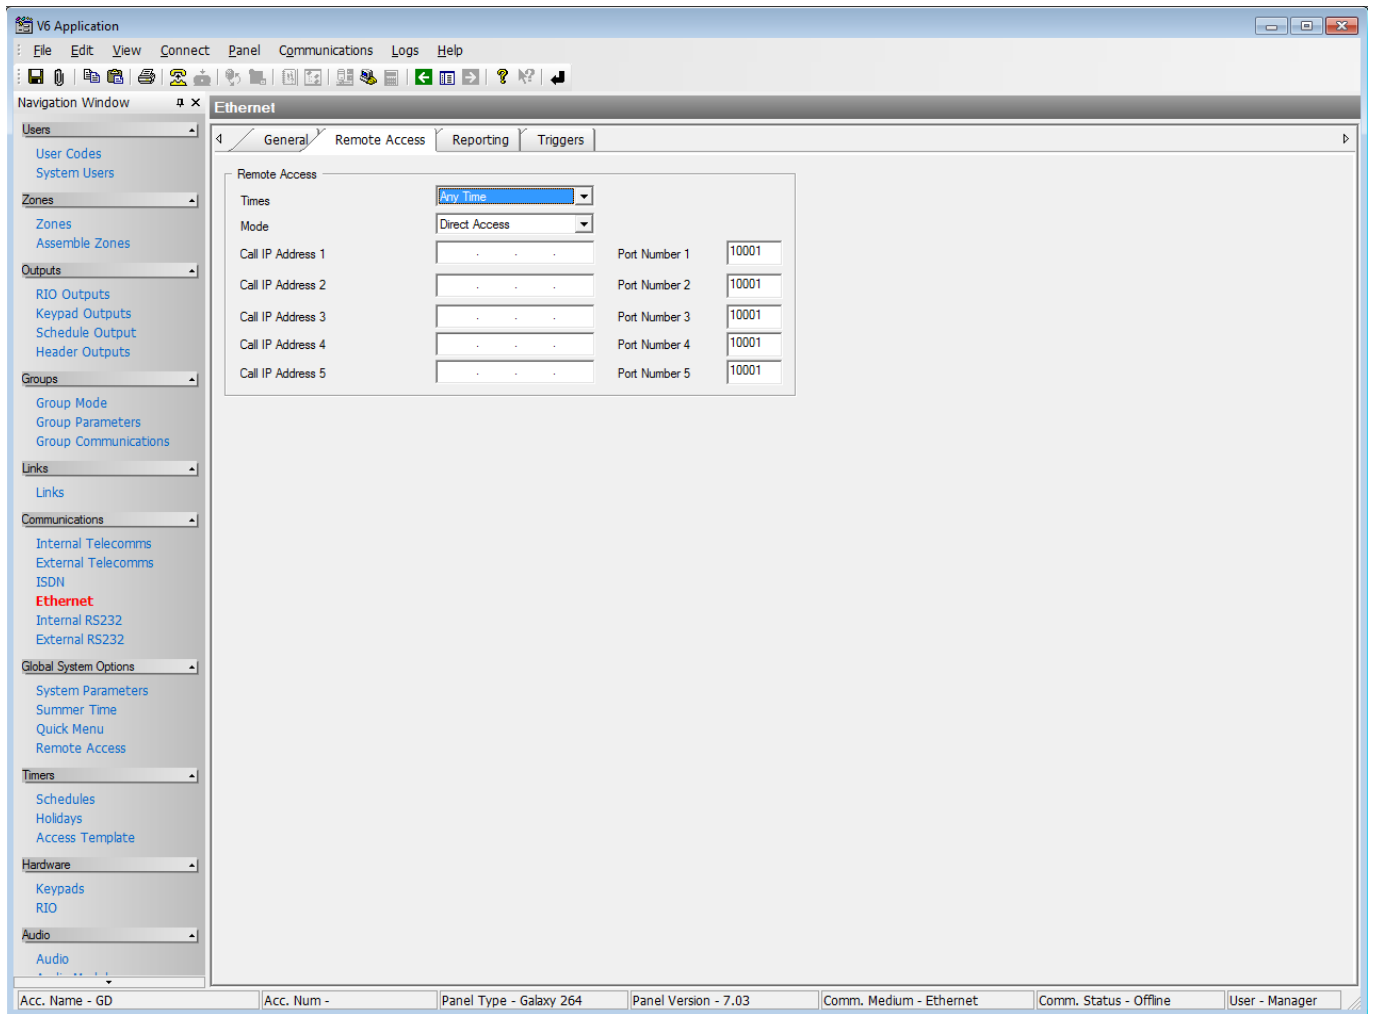 V6 Application
File Edit View Connect Panel Communications Logs Help
Navigation Window
Ethernet
Users
User Codes
System Users
Zones
Zones
Assemble Zones
Outputs
RIO Outputs
Keypad Outputs
Schedule Output
Header Outputs
Groups
Group Mode
Group Parameters
Group Communications
Links
Links
Communications
Internal Telecomms
External Telecomms
ISDN
Ethernet
Internal RS232
External RS232
Global System Options
System Parameters
Summer Time
Quick Menu
Remote Access
Timers
Schedules
Holidays
Access Template
Hardware
Keypads
RIO
Audio
Audio
General Remote Access Reporting Triggers
Remote Access
Times Any Time
Mode Direct Access
Call IP Address 1 . . . Port Number 1 10001
Call IP Address 2 . . . Port Number 2 10001
Call IP Address 3 . . . Port Number 3 10001
Call IP Address 4 . . . Port Number 4 10001
Call IP Address 5 . . . Port Number 5 10001
Acc. Name - GD Acc. Num - Panel Type - Galaxy 264 Panel Version - 7.03 Comm. Medium - Ethernet Comm. Status - Offline User - Manager